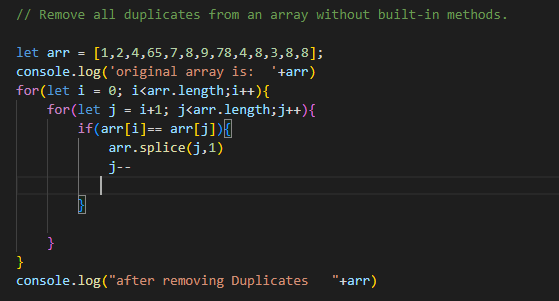 // Remove all duplicates from an array without built-in methods.
let arr = [1,2,4,65,7,8,9,78,4,8,3,8,8];
console.log('original array is:  '+arr)
for(let i = 0; i<arr.length;i++){
    for(let j = i+1; j<arr.length;j++){
        if(arr[i]== arr[j]){
            arr.splice(j,1)
            j--
        }
    }
}
console.log("after removing Duplicates   "+arr)